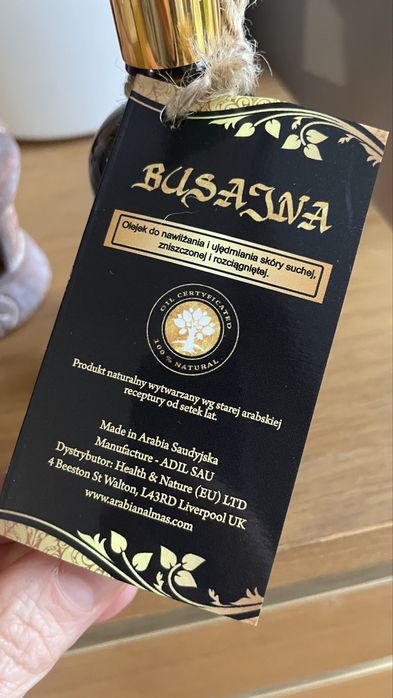 BUSAJNA
Olejek do nawilżania i ujędrniania skóry suchej,
zniszczonej i rozciągniętej.
OIL CERTYFICATED
100 % NATURAL
Produkt naturalny wytwarzany wg starej arabskiej
receptury od setek lat.
Made in Arabia Saudyjska
Manufacture - ADIL SAU
Dystrybutor: Health & Nature (EU) LTD
4 Beeston St Walton, L43RD Liverpool UK
www.arabianalmas.com